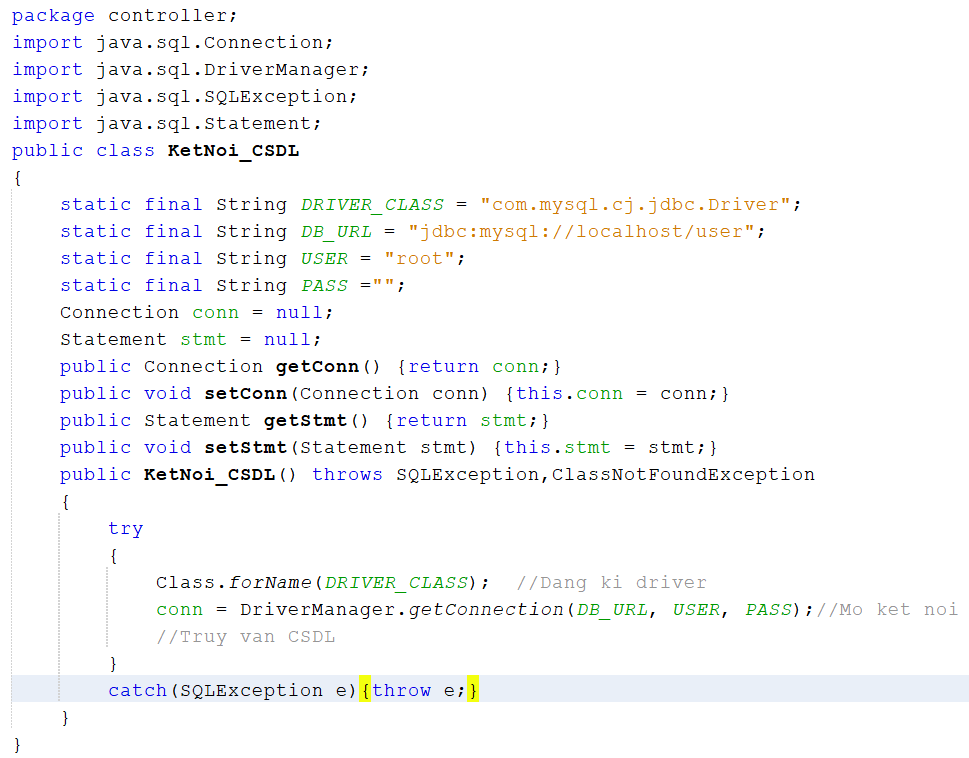 package controller;
import java.sql.Connection;
import java.sql.DriverManager;
import java.sql.SQLException;
import java.sql.Statement;
public class KetNoi_CSDL
{
    static final String DRIVER_CLASS = "com.mysql.cj.jdbc.Driver";
    static final String DB_URL = "jdbc:mysql://localhost/user";
    static final String USER = "root";
    static final String PASS ="";
    Connection conn = null;
    Statement stmt = null;
    public Connection getConn() {return conn;}
    public void setConn(Connection conn) {this.conn = conn;}
    public Statement getStmt() {return stmt;}
    public void setStmt(Statement stmt) {this.stmt = stmt;}
    public KetNoi_CSDL() throws SQLException,ClassNotFoundException
    {
        try
        {
            Class.forName(DRIVER_CLASS);  //Dang ki driver
            conn = DriverManager.getConnection(DB_URL, USER, PASS);//Mo ket noi
            //Truy van CSDL
        }
        catch(SQLException e){throw e;}
    }
}